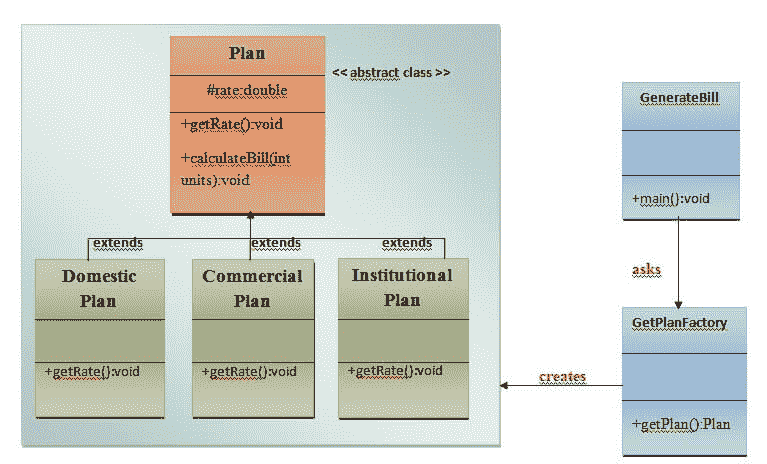 Plan
<< abstract class >>
#rate:double
+getRate():void
+calculateBill(int
units):void
extends
extends
extends
Domestic
Plan
+getRate():void
Commercial
Plan
+getRate():void
Institutional
Plan
+getRate():void
GenerateBill
+main():void
asks
GetPlanFactory
+getPlan():Plan
creates